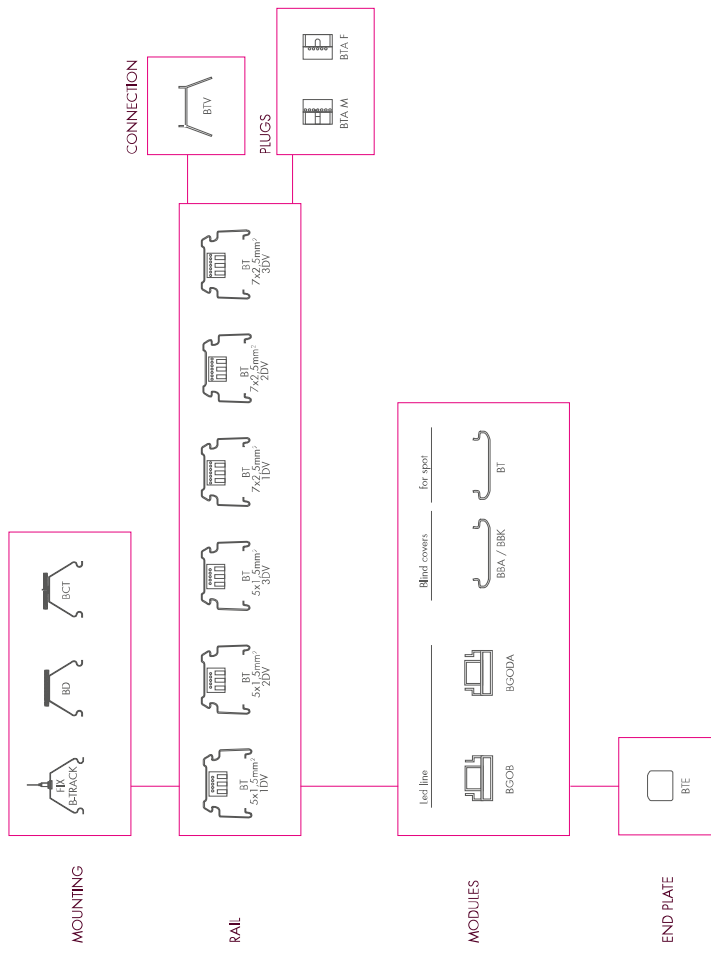 MOUNTING
FIX
B-TRACK
BD
BCT
CONNECTION
BTV
PLUGS
BTA M
BTA F
RAIL
BT
5x1,5mm²
1DV
BT
5x1,5mm²
2DV
BT
5x1,5mm²
3DV
BT
7x2,5mm²
1DV
BT
7x2,5mm²
2DV
BT
7x2,5mm²
3DV
MODULES
Led line
BGOB
BGODA
Blind covers
BBA / BBK
for spot
BT
END PLATE
BTE